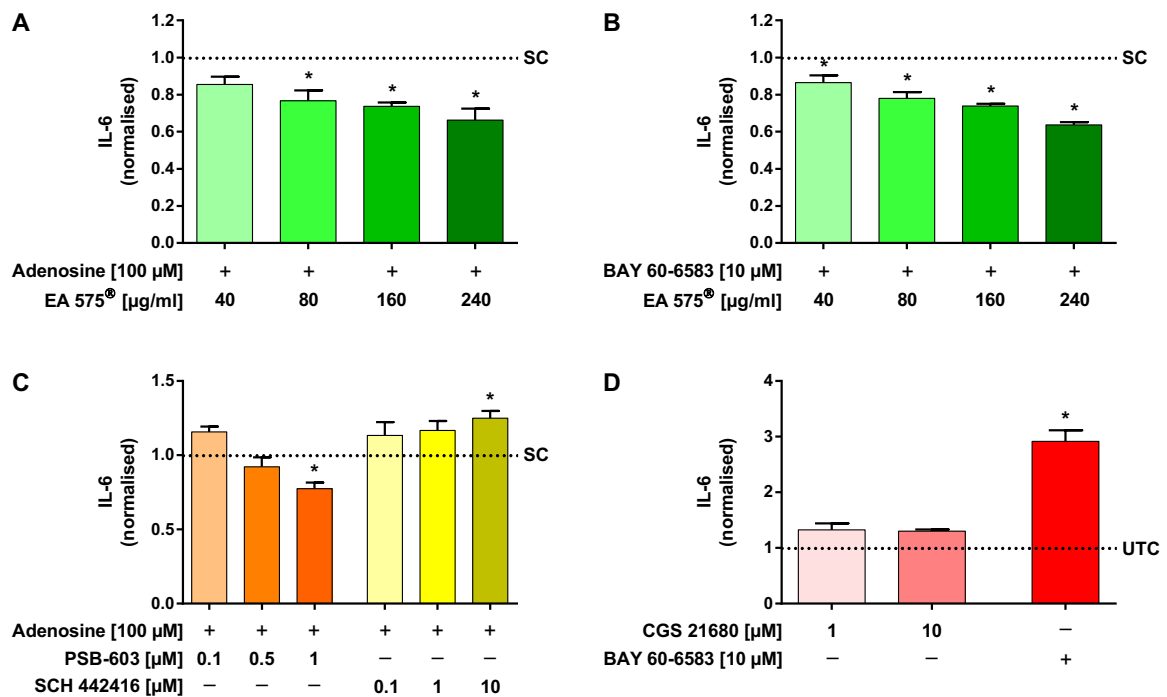 A
IL-6
(normalised)
1.2
1.0
0.8
0.6
0.4
0.2
0.0
SC
* * *
Adenosine [100 µM] + + + +
EA 575® [µg/ml] 40 80 160 240
B
IL-6
(normalised)
1.2
1.0
0.8
0.6
0.4
0.2
0.0
SC
* * * *
BAY 60-6583 [10 µM] + + + +
EA 575® [µg/ml] 40 80 160 240
C
IL-6
(normalised)
1.5
1.0
0.5
0.0
SC
* *
Adenosine [100 µM] + + + + + +
PSB-603 [µM] 0.1 0.5 1 – – –
SCH 442416 [µM] – – – 0.1 1 10
D
IL-6
(normalised)
4
3
2
1
0
UTC
*
CGS 21680 [µM] 1 10 –
BAY 60-6583 [10 µM] – – +